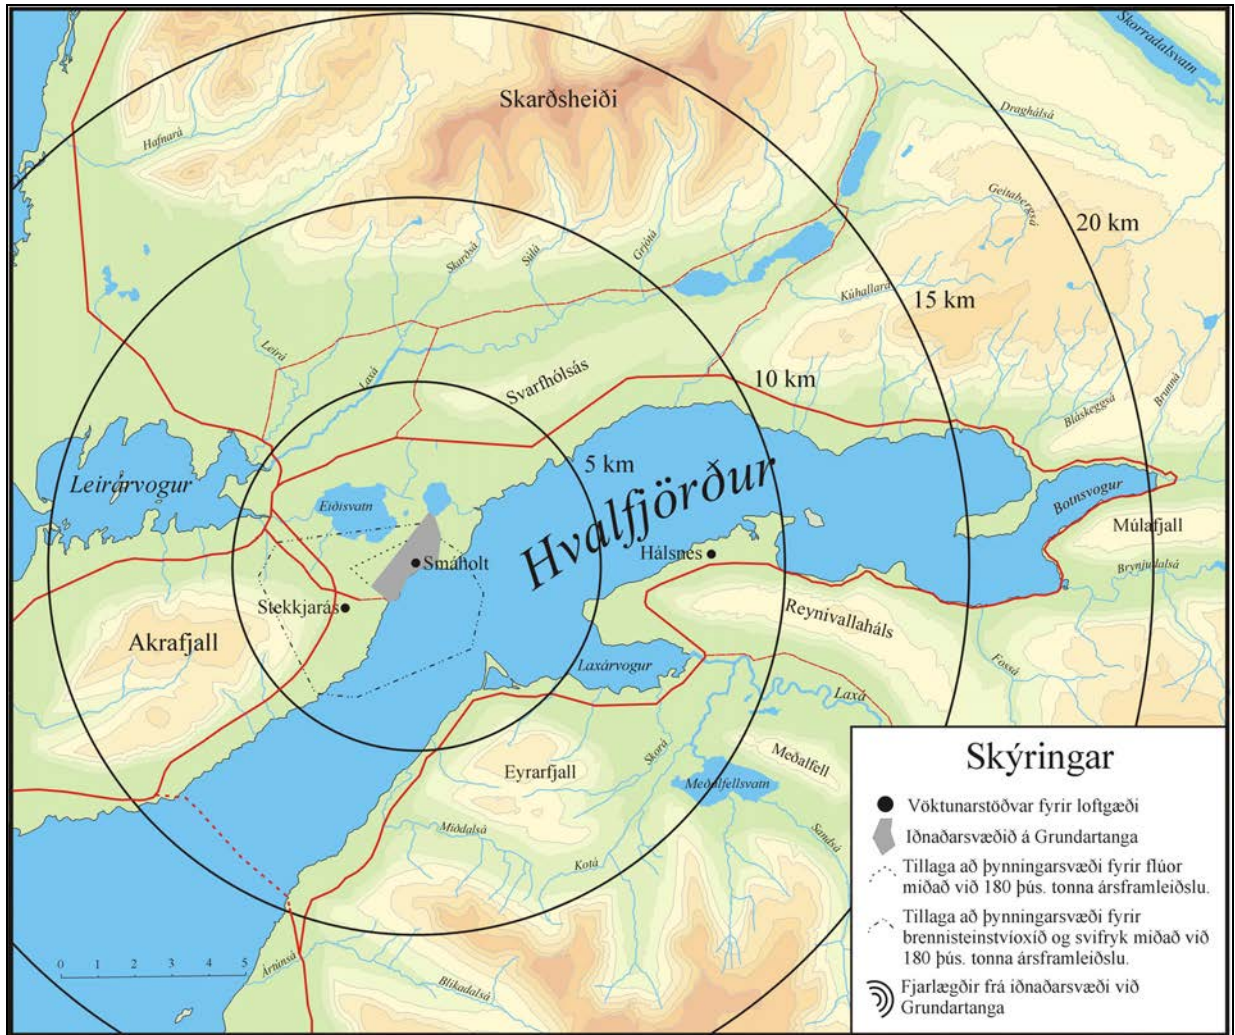 Skorradalsvatn
Skarðsheiði
Draghálsá
Hafnará
Geitabergsá
20 km
Skarðsá
Súlá
Grjótá
Kúhallará
15 km
Leirá
Laxá
Svarfhólsás
10 km
Bláskeggsá
Brunná
5 km
Leirárvogur
Eiðisvatn
Hvalfjörður
Botnsvogur
Múlafjall
Smáholt
Hálsnes
Brynjudalsá
Stekkjarás
Reynivallaháls
Akrafjall
Laxárvogur
Fossá
Laxá
Skorá
Meðalfell
Eyrarfjall
Meðalfellsvatn
Miðdalsá
Sandsá
Kotá
0 1 2 3 4 5
Ártúnsá
Blikadalsá
Skýringar
Vöktunarstöðvar fyrir loftgæði
Iðnaðarsvæðið á Grundartanga
Tillaga að þynningarsvæði fyrir flúor
miðað við 180 þús. tonna ársframleiðslu.
Tillaga að þynningarsvæði fyrir
brennisteinstvíoxíð og svifryk miðað við
180 þús. tonna ársframleiðslu.
Fjarlægðir frá iðnaðarsvæði við
Grundartanga